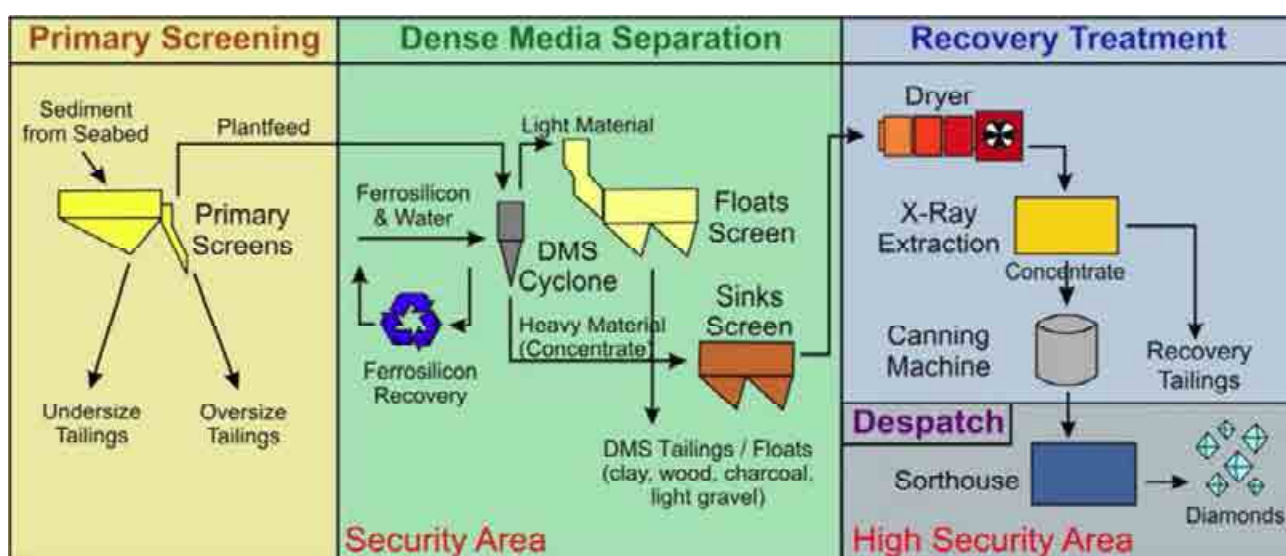 Primary Screening
Sediment
from Seabed
Plantfeed
Primary
Screens
Undersize
Tailings
Oversize
Tailings
Dense Media Separation
Light Material
Ferrosilicon
& Water
DMS
Cyclone
Floats
Screen
Ferrosilicon
Recovery
Heavy Material
(Concentrate)
Sinks
Screen
DMS Tailings / Floats
(clay, wood, charcoal,
light gravel)
Security Area
Recovery Treatment
Dryer
X-Ray
Extraction
Concentrate
Canning
Machine
Recovery
Tailings
Despatch
Sorthouse
Diamonds
High Security Area